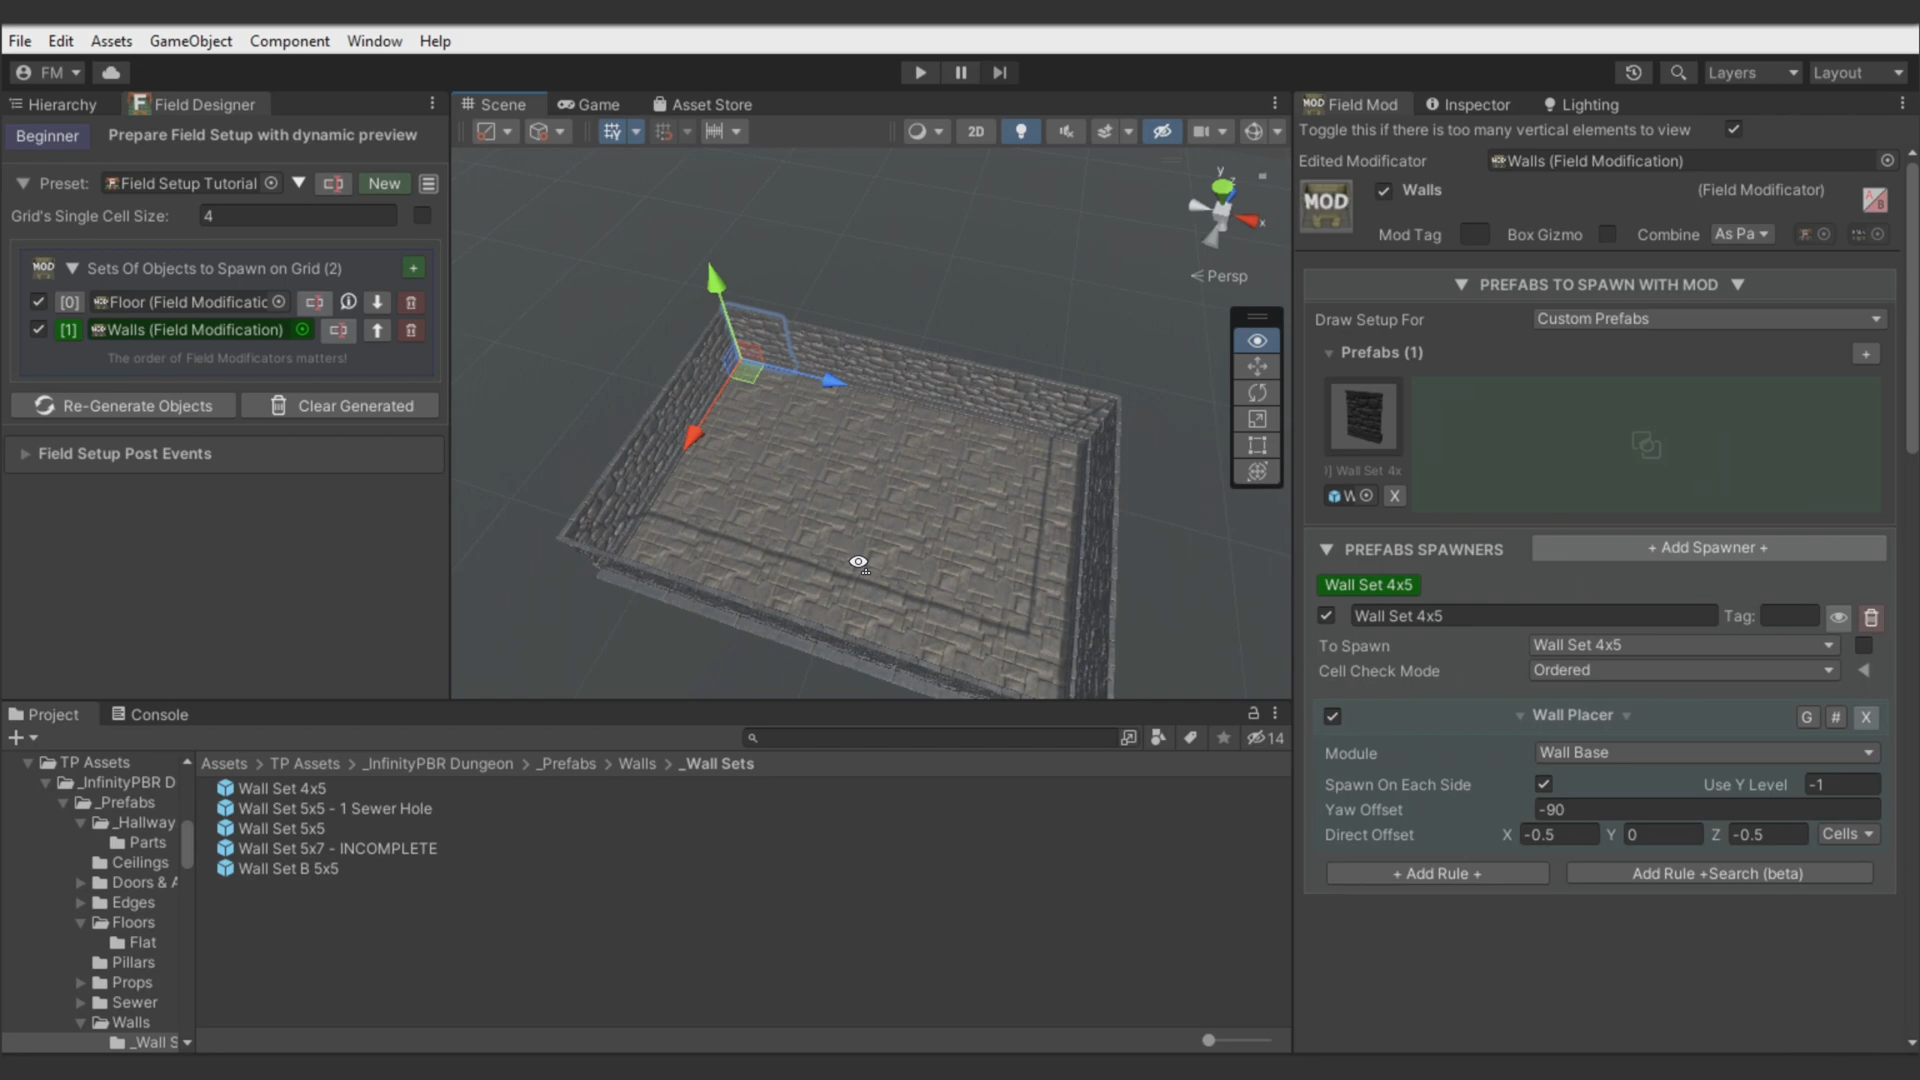 File Edit Assets GameObject Component Window Help
FM
Layers Layout
Hierarchy Field Designer
Beginner Prepare Field Setup with dynamic preview
Preset: Field Setup Tutorial New
Grid's Single Cell Size: 4
MOD Sets Of Objects to Spawn on Grid (2) +
[0] Floor (Field Modificatic
[1] Walls (Field Modification)
The order of Field Modificators matters!
Re-Generate Objects Clear Generated
Field Setup Post Events
Scene Game Asset Store
2D
y
z
x
Persp
MOD Field Mod Inspector Lighting
Toggle this if there is too many vertical elements to view
Edited Modificator Walls (Field Modification)
MOD Walls (Field Modificator)
Mod Tag Box Gizmo Combine As Pa
PREFABS TO SPAWN WITH MOD
Draw Setup For Custom Prefabs
Prefabs (1) +
] Wall Set 4x
X
PREFABS SPAWNERS + Add Spawner +
Wall Set 4x5
Wall Set 4x5 Tag:
To Spawn Wall Set 4x5
Cell Check Mode Ordered
Wall Placer G # X
Module Wall Base
Spawn On Each Side Use Y Level -1
Yaw Offset -90
Direct Offset X -0.5 Y 0 Z -0.5 Cells
+ Add Rule + Add Rule +Search (beta)
Project Console
+ 14
Assets > TP Assets > _InfinityPBR Dungeon > _Prefabs > Walls > _Wall Sets
TP Assets
_InfinityPBR D
_Prefabs
_Hallway
Parts
Ceilings
Doors & A
Edges
Floors
Flat
Pillars
Props
Sewer
Walls
_Wall S
Wall Set 4x5
Wall Set 5x5 - 1 Sewer Hole
Wall Set 5x5
Wall Set 5x7 - INCOMPLETE
Wall Set B 5x5